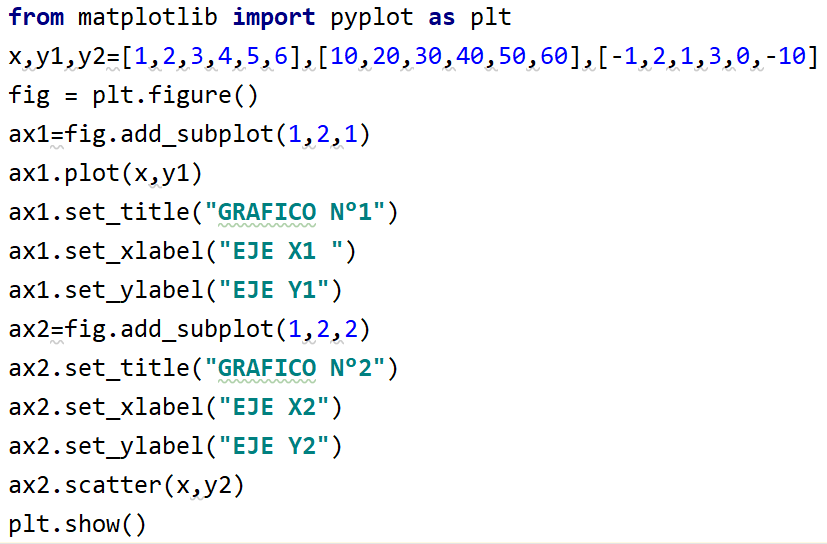 from matplotlib import pyplot as plt
x,y1,y2=[1,2,3,4,5,6],[10,20,30,40,50,60],[-1,2,1,3,0,-10]
fig = plt.figure()
ax1=fig.add_subplot(1,2,1)
ax1.plot(x,y1)
ax1.set_title("GRAFICO Nº1")
ax1.set_xlabel("EJE X1 ")
ax1.set_ylabel("EJE Y1")
ax2=fig.add_subplot(1,2,2)
ax2.set_title("GRAFICO Nº2")
ax2.set_xlabel("EJE X2")
ax2.set_ylabel("EJE Y2")
ax2.scatter(x,y2)
plt.show()